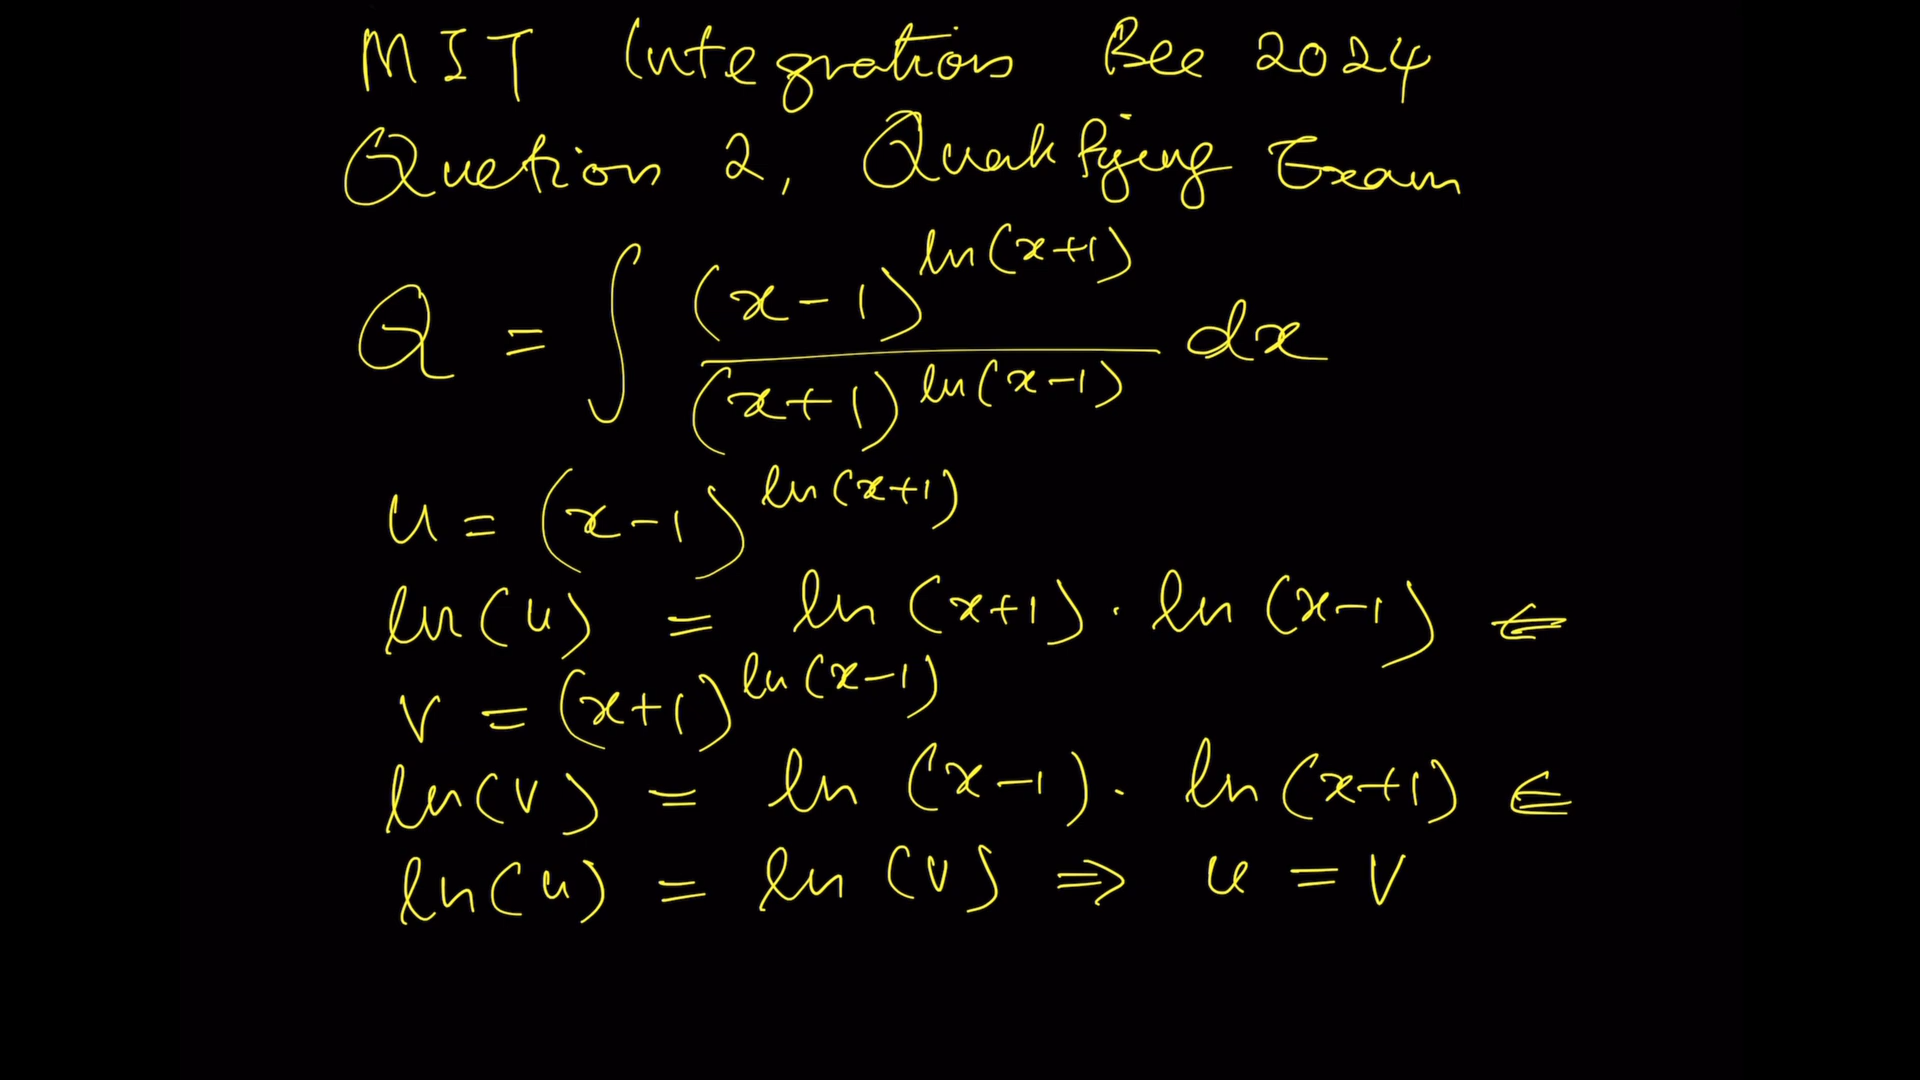 MIT Integration Bee 2024
Quetion 2, Qualifying Exam
Q = ∫ (x-1)^ln(x+1) / (x+1)^ln(x-1) dx
u = (x-1)^ln(x+1)
ln(u) = ln(x+1) · ln(x-1) ⇐
v = (x+1)^ln(x-1)
ln(v) = ln(x-1) · ln(x+1) ⇐
ln(u) = ln(v) ⇒ u = v